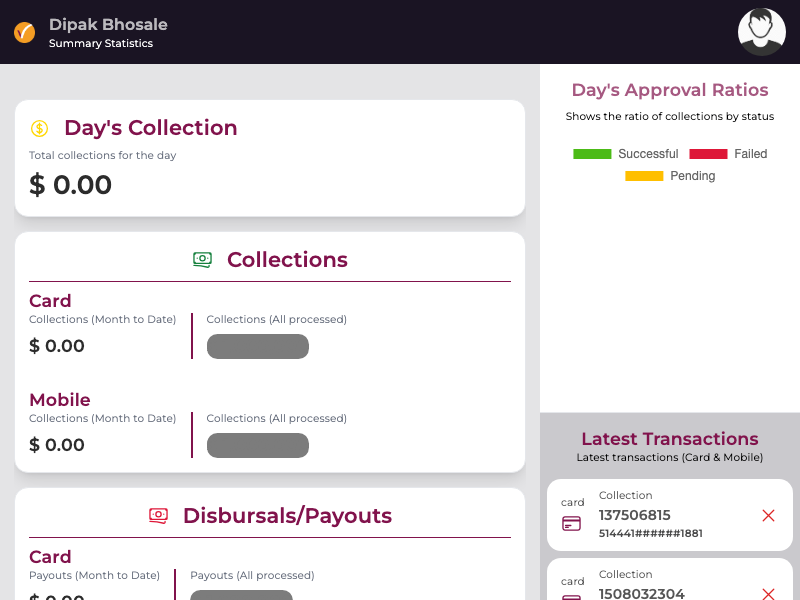 Dipak Bhosale
Summary Statistics
Day's Collection
Total collections for the day
$ 0.00
Collections
Card
Collections (Month to Date)
Collections (All processed)
$ 0.00
Mobile
Collections (Month to Date)
Collections (All processed)
$ 0.00
Disbursals/Payouts
Card
Payouts (Month to Date)
Payouts (All processed)
$ 0.00
Day's Approval Ratios
Shows the ratio of collections by status
Successful
Failed
Pending
Latest Transactions
Latest transactions (Card & Mobile)
card
Collection
137506815
514441######1881
card
Collection
1508032304